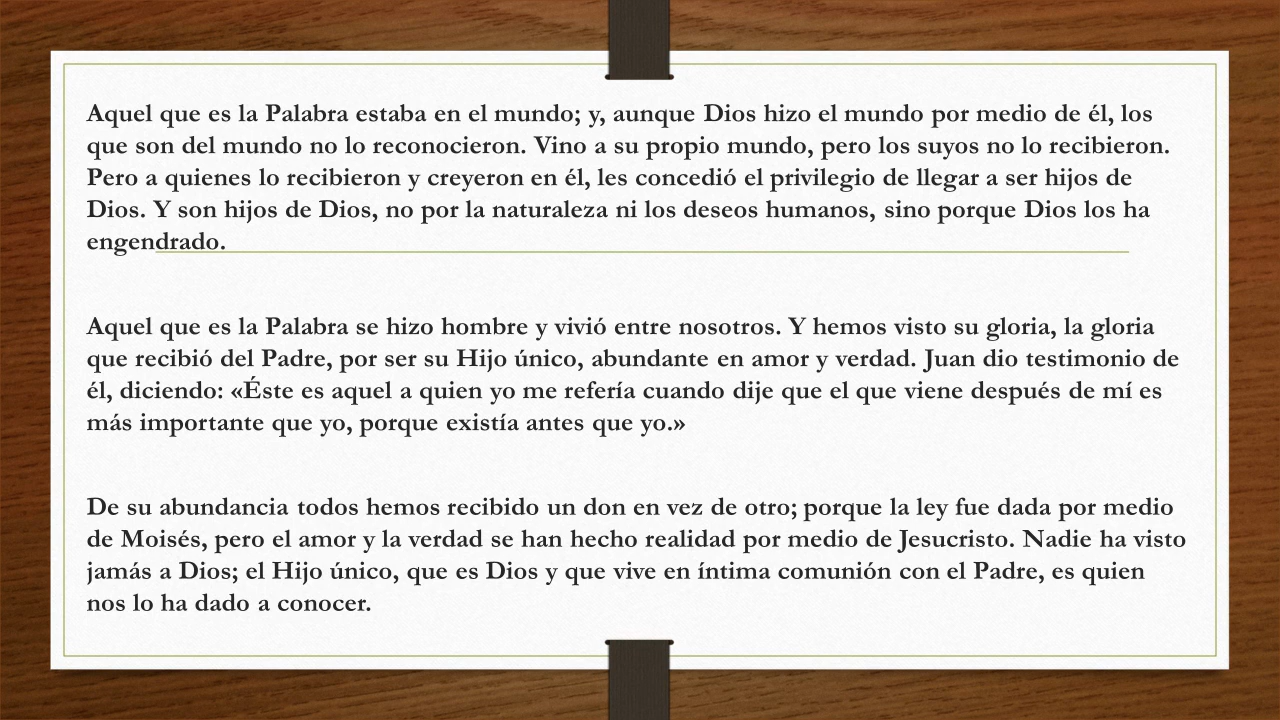 Aquel que es la Palabra estaba en el mundo; y, aunque Dios hizo el mundo por medio de él, los
que son del mundo no lo reconocieron. Vino a su propio mundo, pero los suyos no lo recibieron.
Pero a quienes lo recibieron y creyeron en él, les concedió el privilegio de llegar a ser hijos de
Dios. Y son hijos de Dios, no por la naturaleza ni los deseos humanos, sino porque Dios los ha
engendrado.
Aquel que es la Palabra se hizo hombre y vivió entre nosotros. Y hemos visto su gloria, la gloria
que recibió del Padre, por ser su Hijo único, abundante en amor y verdad. Juan dio testimonio de
él, diciendo: «Éste es aquel a quien yo me refería cuando dije que el que viene después de mí es
más importante que yo, porque existía antes que yo.»
De su abundancia todos hemos recibido un don en vez de otro; porque la ley fue dada por medio
de Moisés, pero el amor y la verdad se han hecho realidad por medio de Jesucristo. Nadie ha visto
jamás a Dios; el Hijo único, que es Dios y que vive en íntima comunión con el Padre, es quien
nos lo ha dado a conocer.